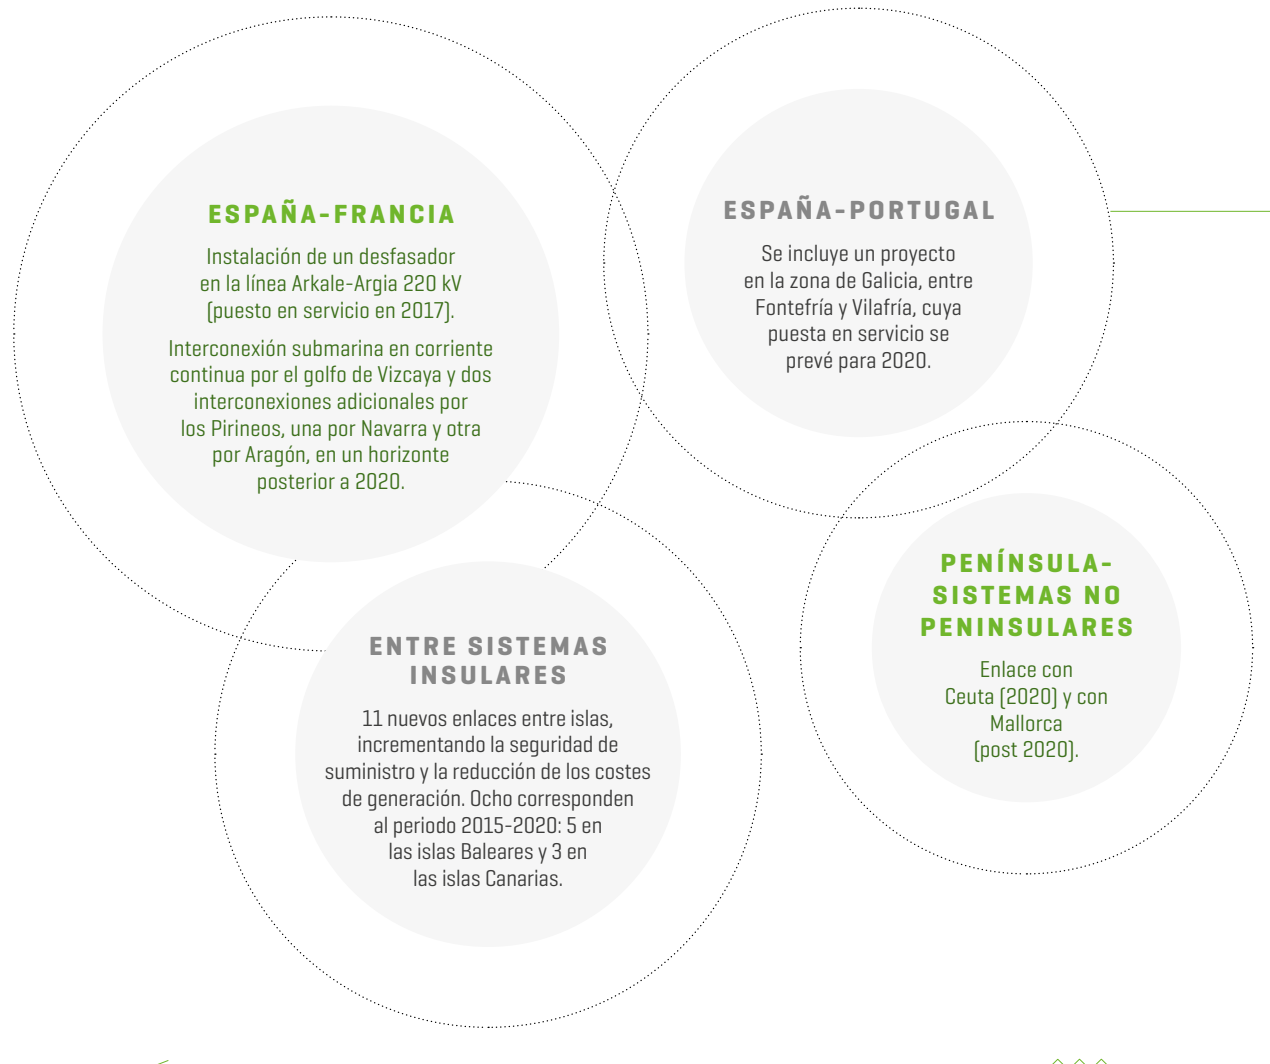 ESPAÑA-FRANCIA
Instalación de un desfasador
en la línea Arkale-Argia 220 kV
(puesto en servicio en 2017).
Interconexión submarina en corriente
continua por el golfo de Vizcaya y dos
interconexiones adicionales por
los Pirineos, una por Navarra y otra
por Aragón, en un horizonte
posterior a 2020.
ESPAÑA-PORTUGAL
Se incluye un proyecto
en la zona de Galicia, entre
Fontefría y Vilafría, cuya
puesta en servicio se
prevé para 2020.
ENTRE SISTEMAS
INSULARES
11 nuevos enlaces entre islas,
incrementando la seguridad de
suministro y la reducción de los costes
de generación. Ocho corresponden
al periodo 2015-2020: 5 en
las islas Baleares y 3 en
las islas Canarias.
PENÍNSULA-
SISTEMAS NO
PENINSULARES
Enlace con
Ceuta (2020) y con
Mallorca
(post 2020).